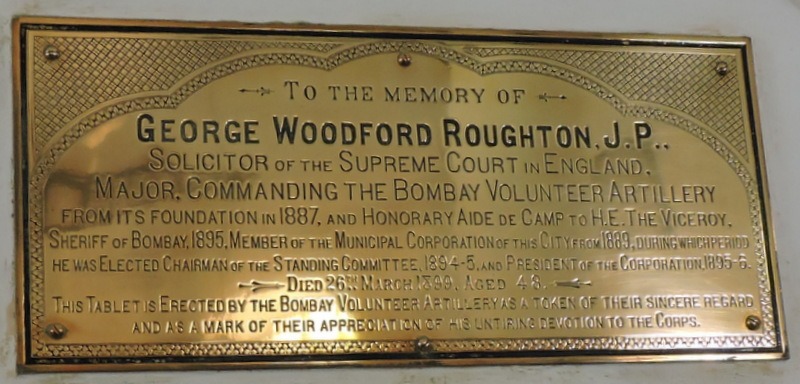 TO THE MEMORY OF
GEORGE WOODFORD ROUGHTON, J.P.,
SOLICITOR OF THE SUPREME COURT IN ENGLAND.
MAJOR, COMMANDING THE BOMBAY VOLUNTEER ARTILLERY
FROM ITS FOUNDATION IN 1887, AND HONORARY AIDE DE CAMP TO H.E. THE VICEROY,
SHERIFF OF BOMBAY, 1895, MEMBER OF THE MUNICIPAL CORPORATION OF THIS CITY FROM 1889, DURING WHICH PERIOD
HE WAS ELECTED CHAIRMAN OF THE STANDING COMMITTEE, 1894-5, AND PRESIDENT OF THE CORPORATION, 1895-6.
DIED 26TH MARCH 1899, AGED 48.
THIS TABLET IS ERECTED BY THE BOMBAY VOLUNTEER ARTILLERY AS A TOKEN OF THEIR SINCERE REGARD
AND AS A MARK OF THEIR APPRECIATION OF HIS UNTIRING DEVOTION TO THE CORPS.